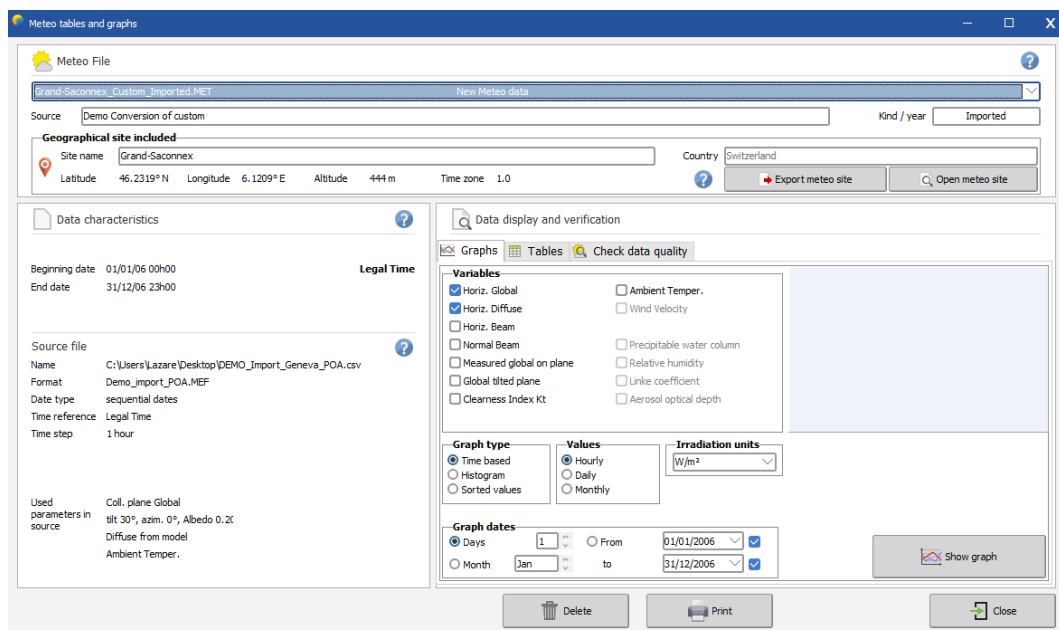 Meteo tables and graphs
Meteo File
Grand-Saconnex_Custom_Imported.MET New Meteo data
Source Demo Conversion of custom Kind / year Imported
Geographical site included
Site name Grand-Saconnex Country Switzerland
Latitude 46.2319° N Longitude 6.1209° E Altitude 444 m Time zone 1.0 Export meteo site Open meteo site
Data characteristics
Beginning date 01/01/06 00h00 Legal Time
End date 31/12/06 23h00
Source file
Name C:\Users\Lazare\Desktop\DEMO_Import_Geneva_POA.csv
Format Demo_import_POA.MEF
Date type sequential dates
Time reference Legal Time
Time step 1 hour
Used parameters in source
Coll. plane Global
tilt 30°, azim. 0°, Albedo 0.20
Diffuse from model
Ambient Temper.
Data display and verification
Graphs Tables Check data quality
Variables
Horiz. Global Ambient Temper.
Horiz. Diffuse Wind Velocity
Horiz. Beam
Normal Beam Precipitable water column
Measured global on plane Relative humidity
Global tilted plane Linke coefficient
Clearness Index Kt Aerosol optical depth
Graph type Values Irradiation units
Time based Hourly W/m²
Histogram Daily
Sorted values Monthly
Graph dates
Days 1 From 01/01/2006
Month Jan to 31/12/2006
Show graph
Delete Print Close